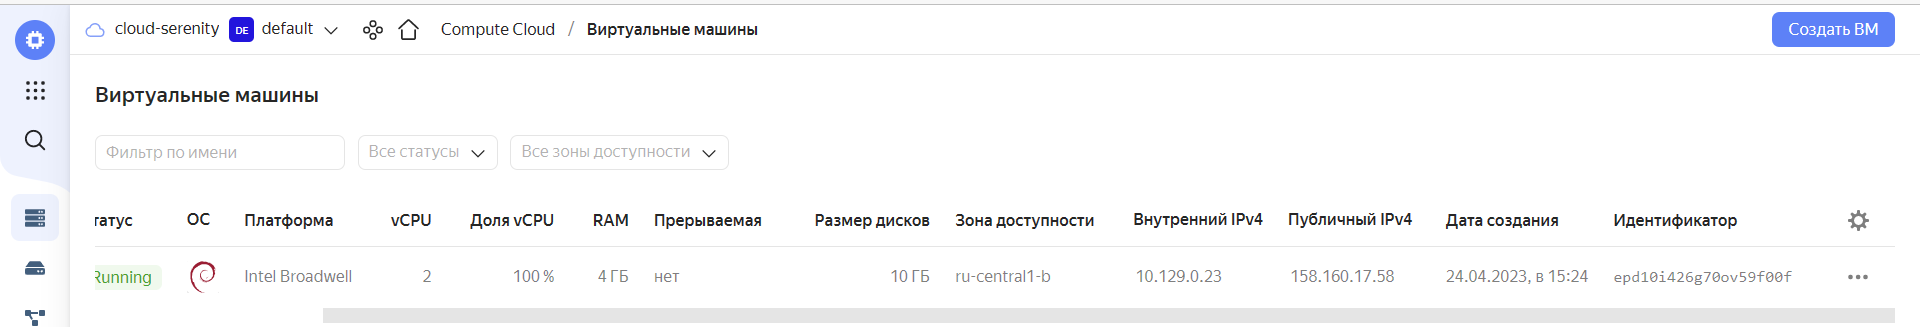 cloud-serenity DE default Compute Cloud / Виртуальные машины Создать ВМ
Виртуальные машины
Фильтр по имени Все статусы Все зоны доступности
татус ОС Платформа vCPU Доля vCPU RAM Прерываемая Размер дисков Зона доступности Внутренний IPv4 Публичный IPv4 Дата создания Идентификатор
Running Intel Broadwell 2 100 % 4 ГБ нет 10 ГБ ru-central1-b 10.129.0.23 158.160.17.58 24.04.2023, в 15:24 epd10i426g70ov59f00f